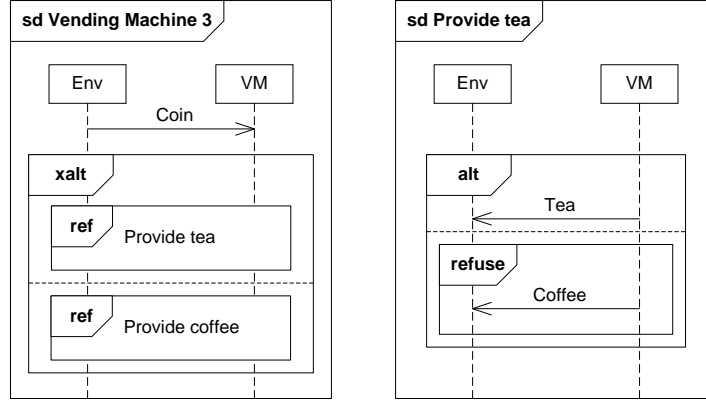 sd Vending Machine 3
Env
VM
Coin
xalt
ref
Provide tea
ref
Provide coffee
sd Provide tea
Env
VM
alt
Tea
refuse
Coffee